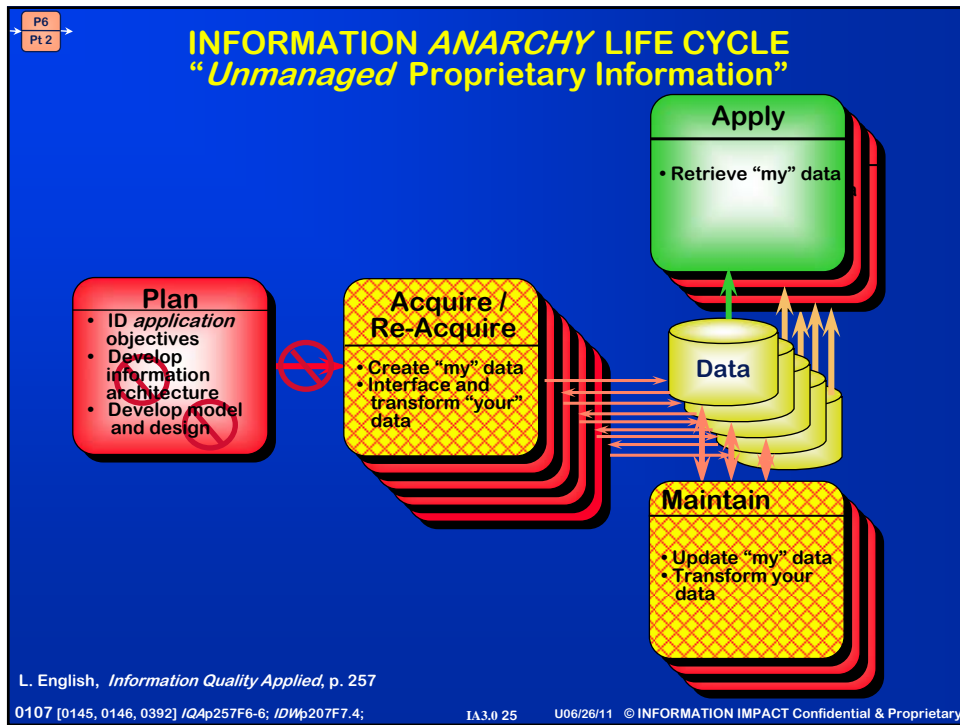 P6
Pt 2
INFORMATION ANARCHY LIFE CYCLE
“Unmanaged Proprietary Information”
Apply
• Retrieve “my” data
Plan
• ID application
objectives
• Develop
information
architecture
• Develop model
and design
Acquire /
Re-Acquire
• Create “my” data
• Interface and
transform “your”
data
Data
Maintain
• Update “my” data
• Transform your
data
L. English, Information Quality Applied, p. 257
0107 [0145, 0146, 0392] IQAp257F6-6; IDWp207F7.4; IA3.0 25 U06/26/11 © INFORMATION IMPACT Confidential & Proprietary